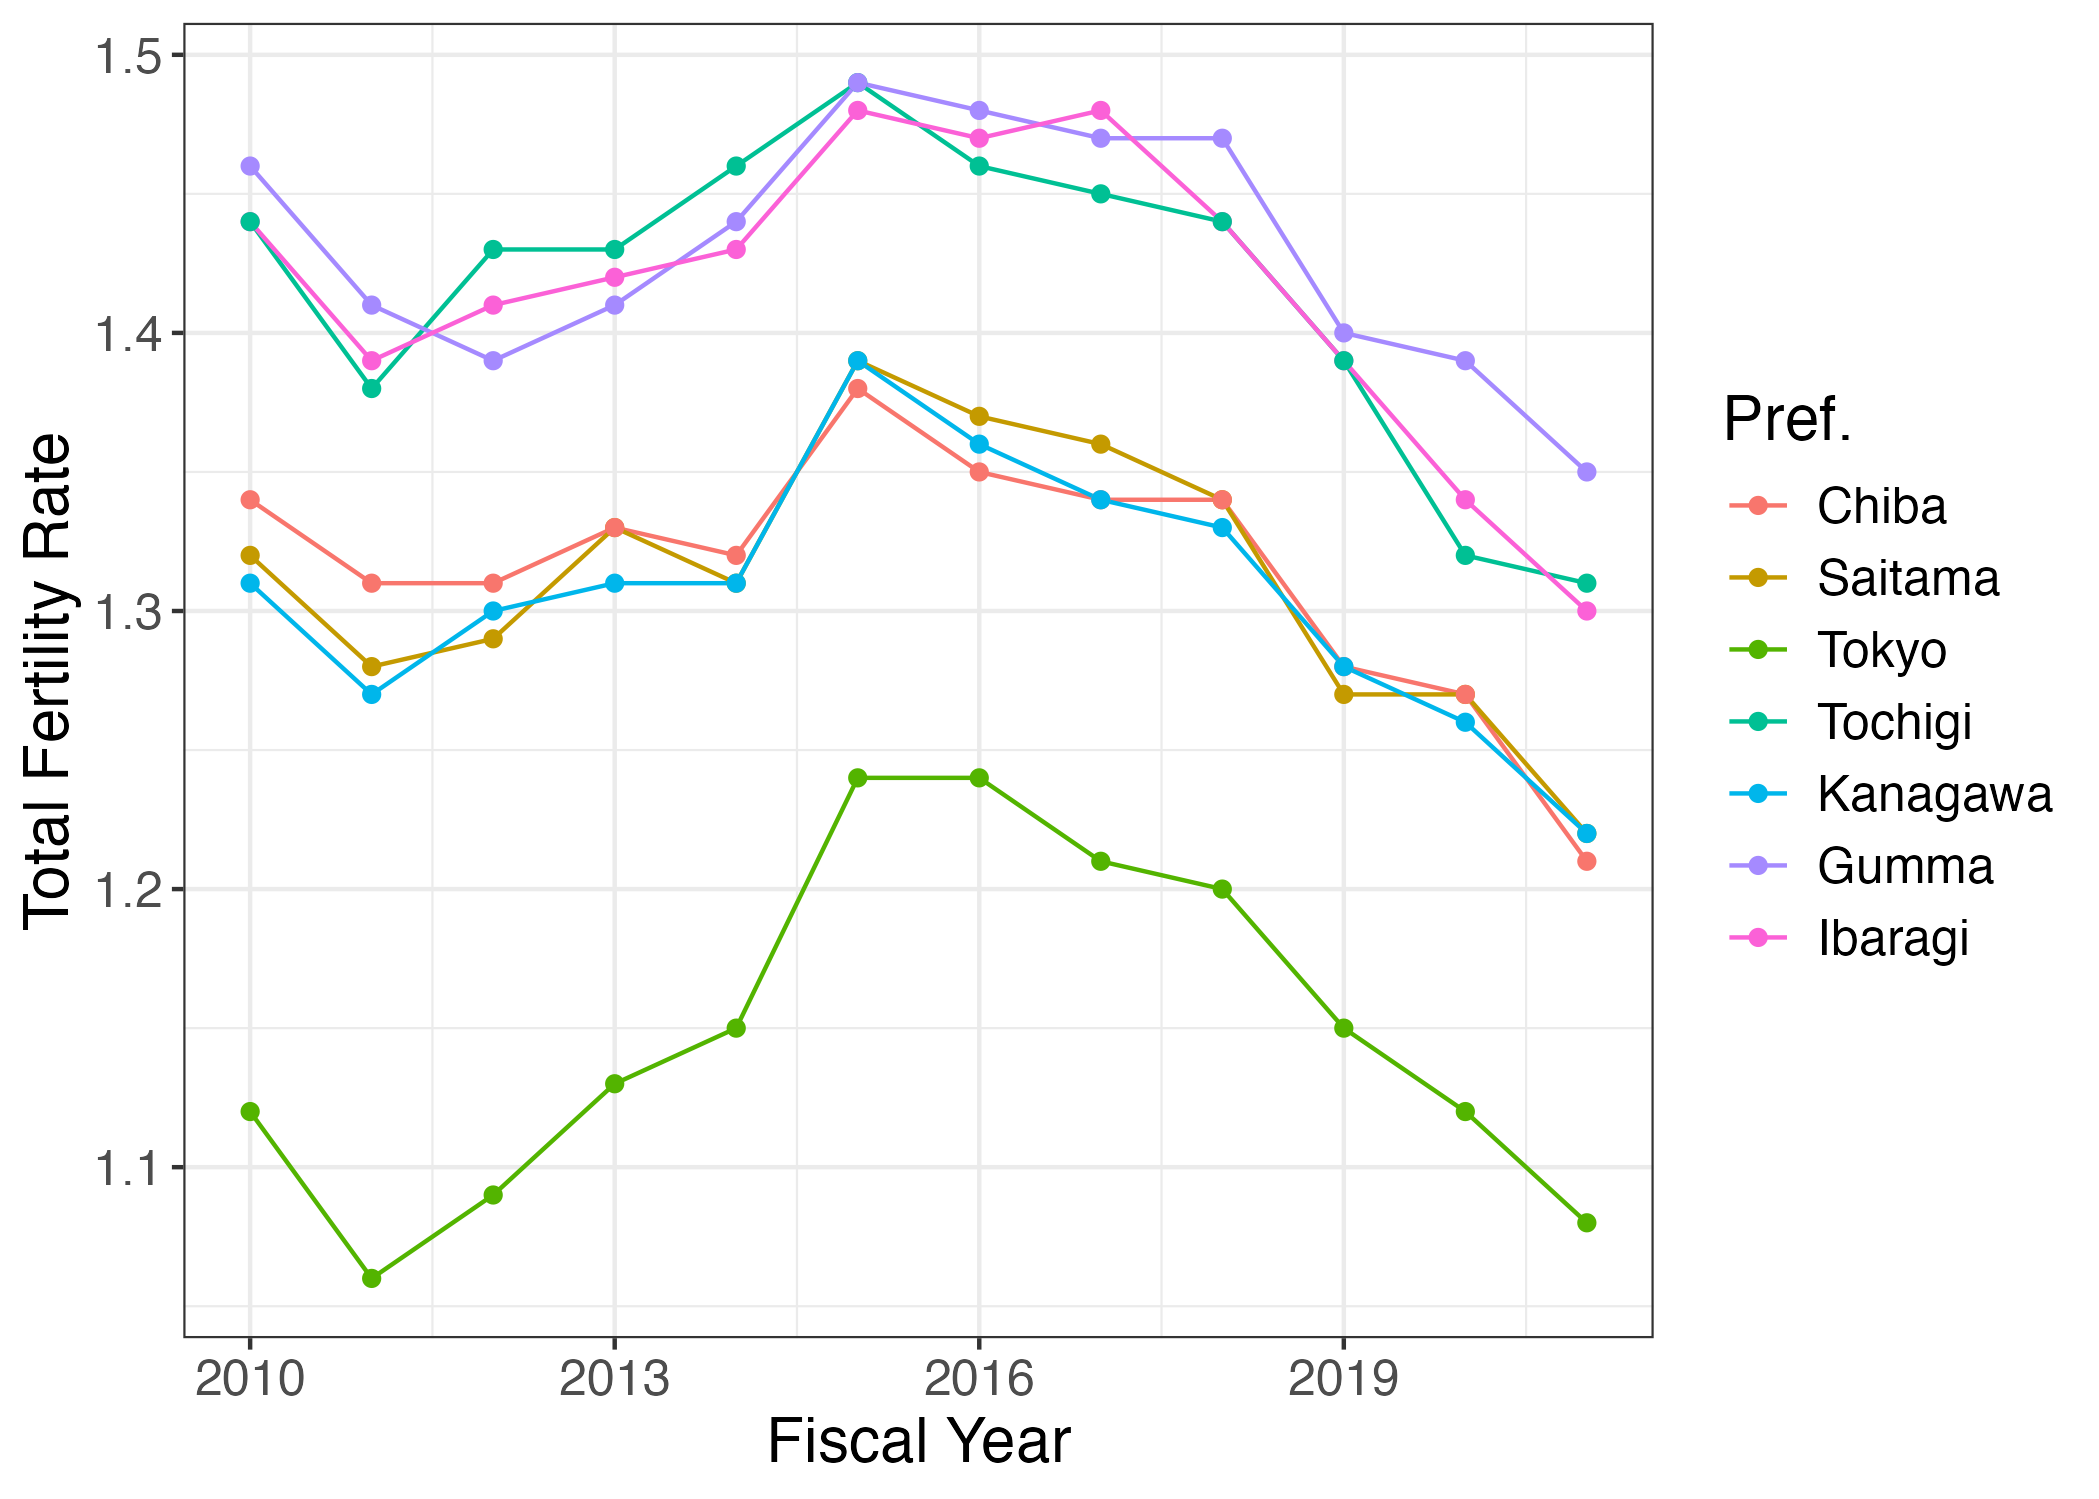 1.5
1.4
1.3
1.2
1.1
Total Fertility Rate
2010 2013 2016 2019
Fiscal Year
Pref.
Chiba
Saitama
Tokyo
Tochigi
Kanagawa
Gumma
Ibaragi